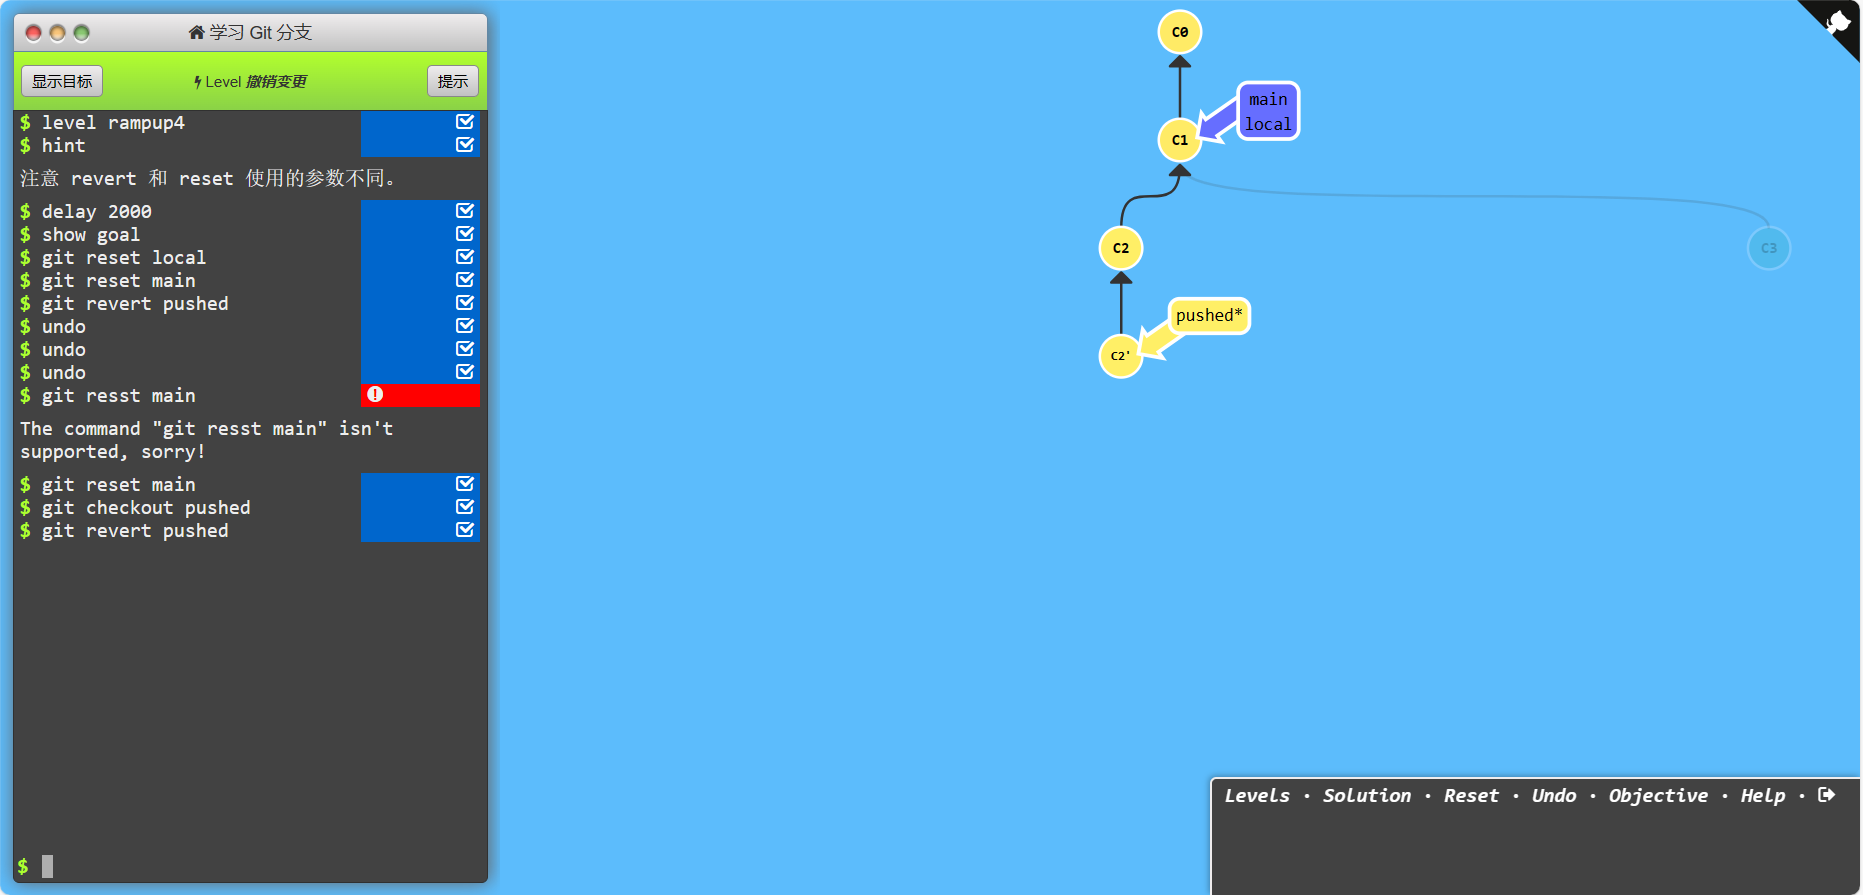 学习 Git 分支
显示目标
Level 撤销变更
提示
$ level rampup4
$ hint
注意 revert 和 reset 使用的参数不同。
$ delay 2000
$ show goal
$ git reset local
$ git reset main
$ git revert pushed
$ undo
$ undo
$ undo
$ git resst main
The command "git resst main" isn't
supported, sorry!
$ git reset main
$ git checkout pushed
$ git revert pushed
$
C0
main
local
C1
C2
C3
pushed*
C2'
Levels • Solution • Reset • Undo • Objective • Help •